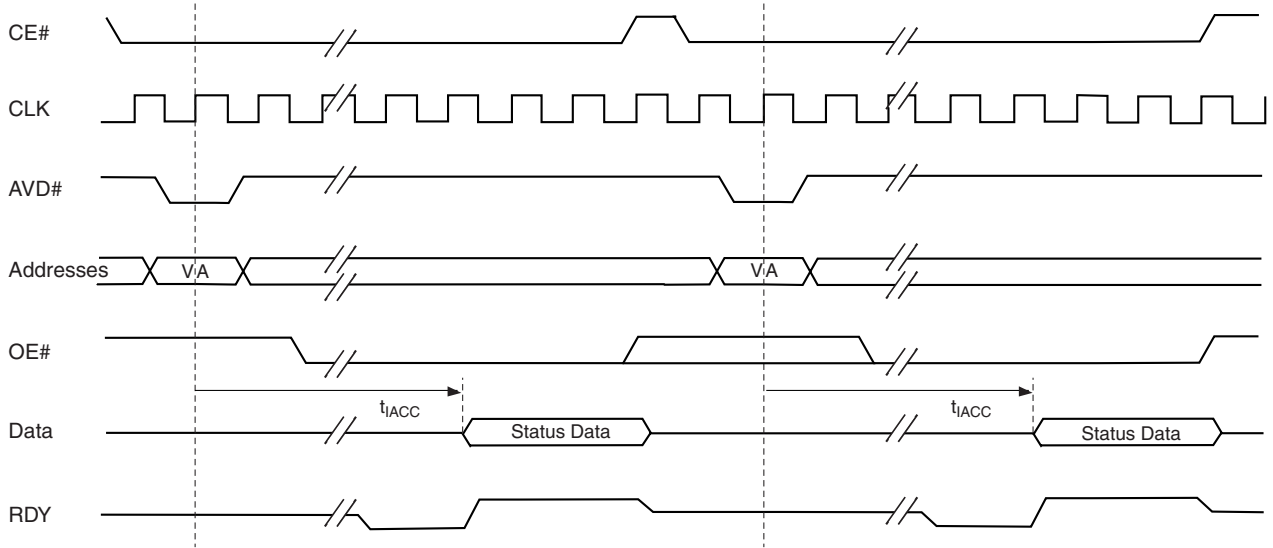 CE#
CLK
AVD#
Addresses
VA
VA
OE#
tIACC
tIACC
Data
Status Data
Status Data
RDY